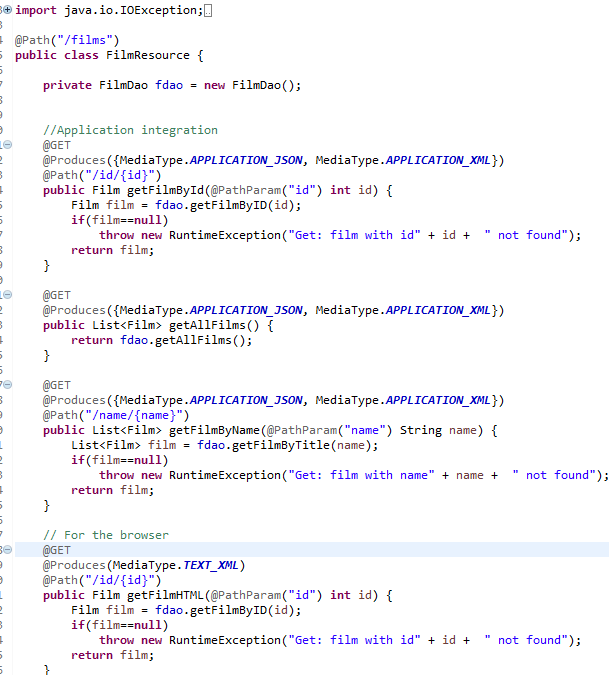 import java.io.IOException;
@Path("/films")
public class FilmResource {
private FilmDao fdao = new FilmDao();
//Application integration
@GET
@Produces({MediaType.APPLICATION_JSON, MediaType.APPLICATION_XML})
@Path("/id/{id}")
public Film getFilmById(@PathParam("id") int id) {
Film film = fdao.getFilmByID(id);
if(film==null)
throw new RuntimeException("Get: film with id" + id +  " not found");
return film;
}
@GET
@Produces({MediaType.APPLICATION_JSON, MediaType.APPLICATION_XML})
public List<Film> getAllFilms() {
return fdao.getAllFilms();
}
@GET
@Produces({MediaType.APPLICATION_JSON, MediaType.APPLICATION_XML})
@Path("/name/{name}")
public List<Film> getFilmByName(@PathParam("name") String name) {
List<Film> film = fdao.getFilmByTitle(name);
if(film==null)
throw new RuntimeException("Get: film with name" + name +  " not found");
return film;
}
// For the browser
@GET
@Produces(MediaType.TEXT_XML)
@Path("/id/{id}")
public Film getFilmHTML(@PathParam("id") int id) {
Film film = fdao.getFilmByID(id);
if(film==null)
throw new RuntimeException("Get: film with id" + id +  " not found");
return film;
}